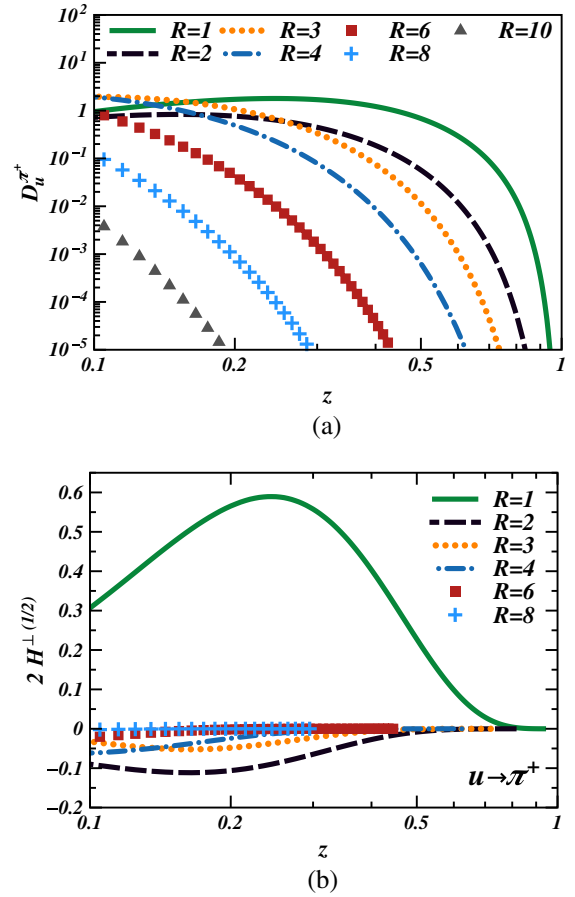 10²
10
1
10⁻¹
10⁻²
10⁻³
10⁻⁴
10⁻⁵
D_u^π⁺
R=1 R=3 R=6 R=10
R=2 R=4 R=8
0.1 0.2 0.5 1
z
(a)
0.6
0.5
0.4
0.3
0.2
0.1
0
-0.1
-0.2
2 H^⊥ (1/2)
R=1
R=2
R=3
R=4
R=6
R=8
u→π⁺
0.1 0.2 0.5 1
z
(b)